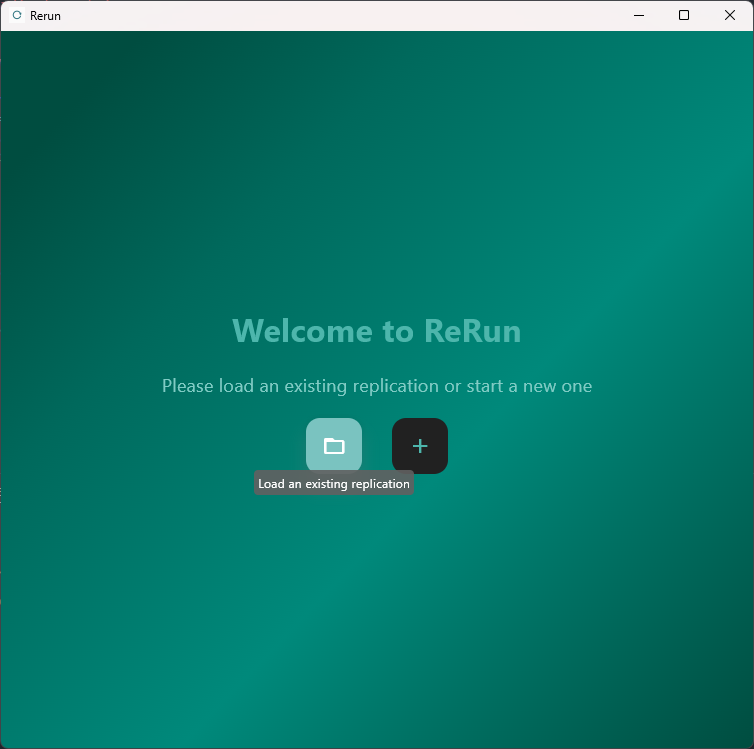 Rerun
Welcome to ReRun
Please load an existing replication or start a new one
Load an existing replication